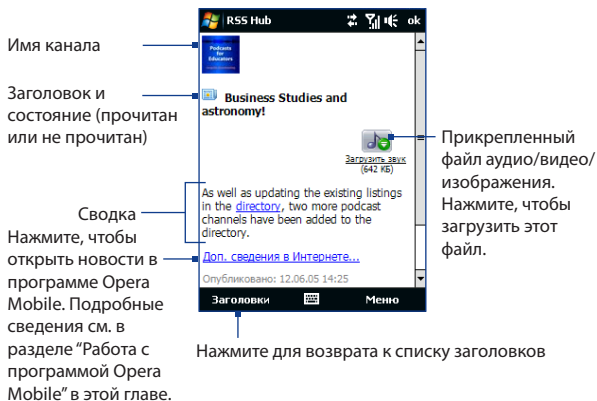 RSS Hub
ok
Имя канала
Podcasts
for
Educators
Заголовок и
состояние (прочитан
или не прочитан)
Business Studies and
astronomy!
Загрузить звук
(642 КБ)
Прикрепленный
файл аудио/видео/
изображения.
Нажмите, чтобы
загрузить этот
файл.
As well as updating the existing listings
in the directory, two more podcast
channels have been added to the
directory.
Сводка
Нажмите, чтобы
открыть новости в
программе Opera
Mobile. Подробные
сведения см. в
разделе “Работа с
программой Opera
Mobile” в этой главе.
Доп. сведения в Интернете...
Опубликовано: 12.06.05 14:25
Заголовки
Меню
Нажмите для возврата к списку заголовков